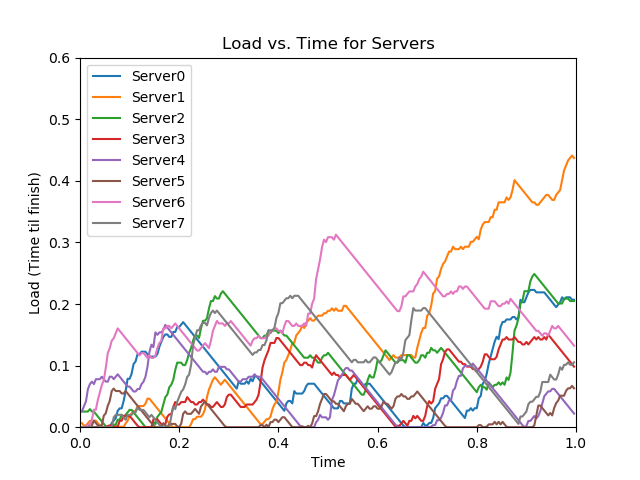 Load vs. Time for Servers
0.6
0.5
0.4
0.3
0.2
0.1
0.0
Load (Time til finish)
Server0
Server1
Server2
Server3
Server4
Server5
Server6
Server7
0.0 0.2 0.4 0.6 0.8 1.0
Time